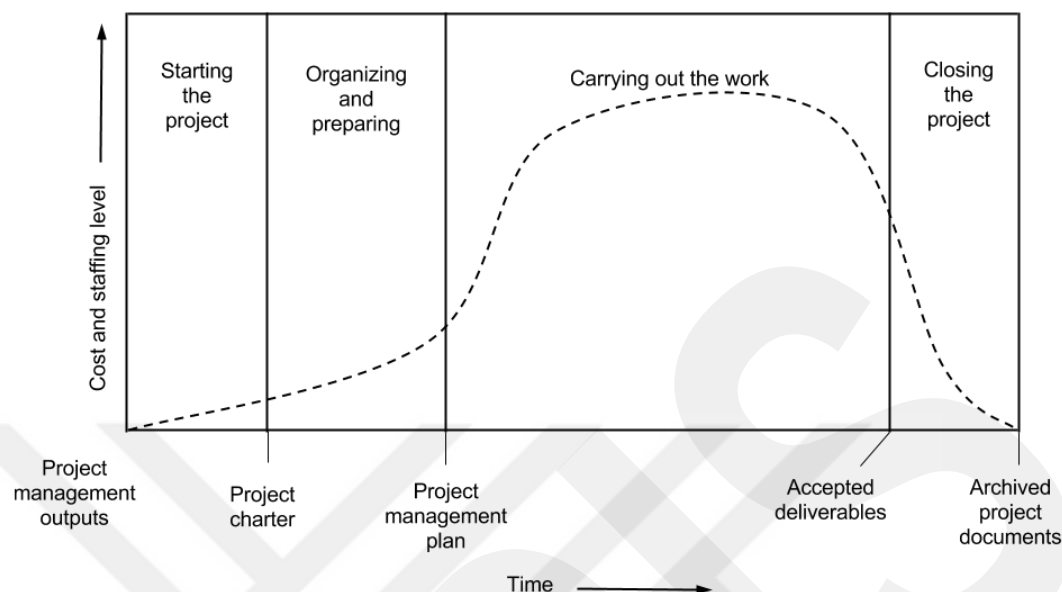 Starting
the
project
Organizing
and
preparing
Carrying out the work
Closing
the
project
Cost and staffing level
Project
management
outputs
Project
charter
Project
management
plan
Accepted
deliverables
Archived
project
documents
Time